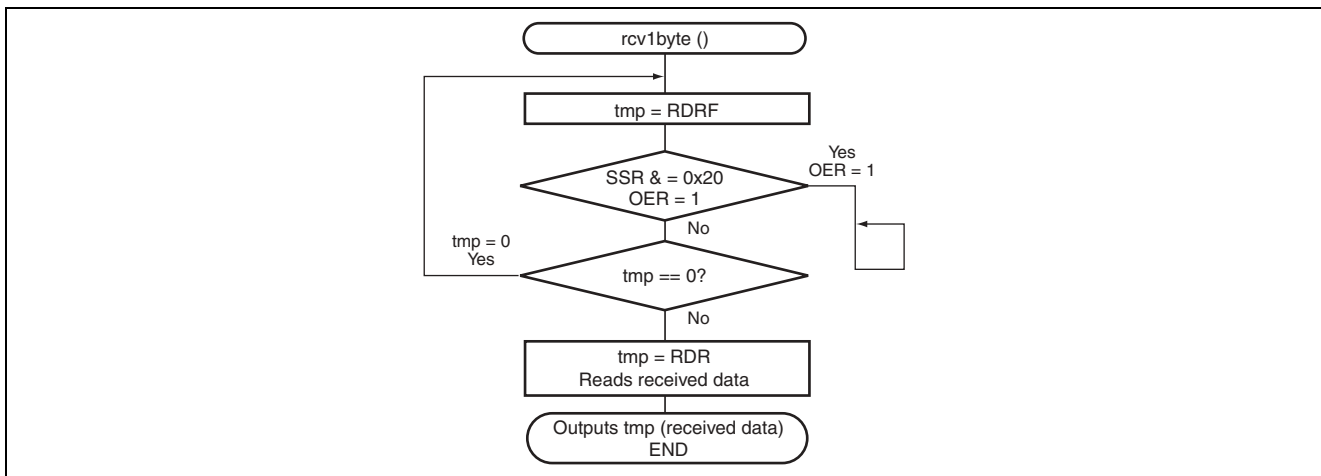 rcv1byte ()
tmp = RDRF
SSR & = 0x20
OER = 1
Yes
OER = 1
No
tmp = 0
Yes
tmp == 0?
No
tmp = RDR
Reads received data
Outputs tmp (received data)
END